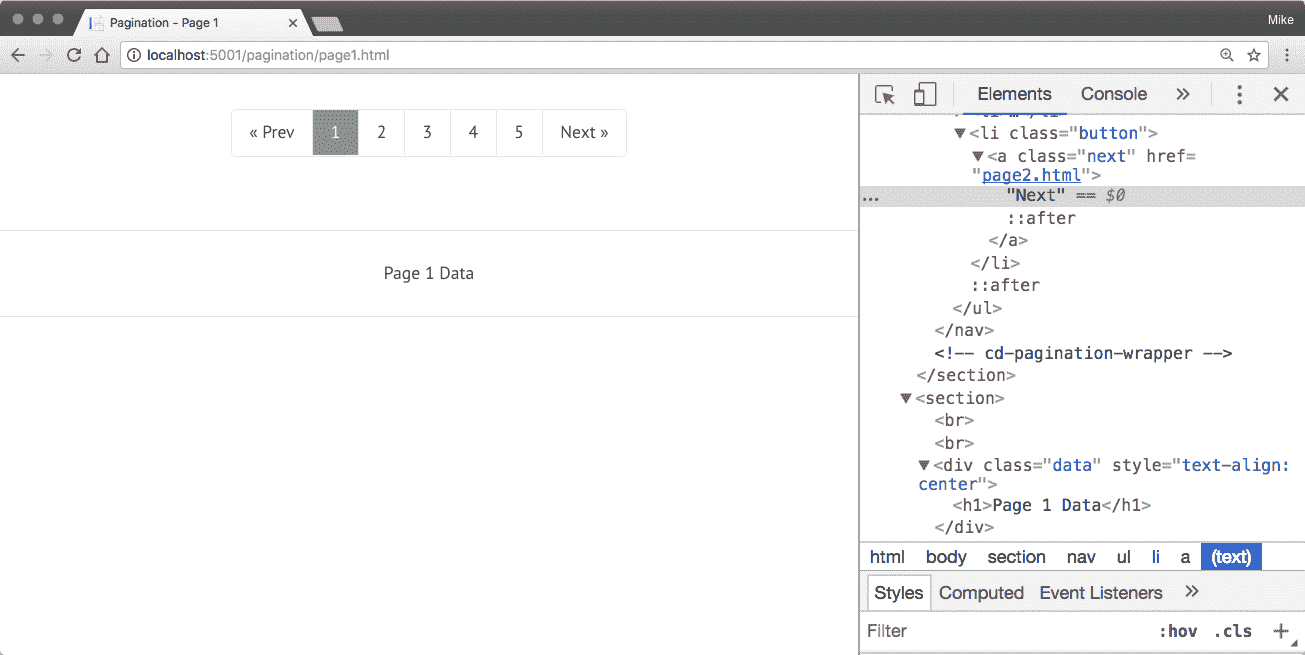 Pagination - Page 1
Mike
localhost:5001/pagination/page1.html
« Prev 1 2 3 4 5 Next »
Page 1 Data
Elements Console »
<li class="button">
<a class="next" href=
"page2.html">
... "Next" == $0
::after
</a>
</li>
::after
</ul>
</nav>
<!-- cd-pagination-wrapper -->
</section>
<section>
<br>
<br>
<div class="data" style="text-align:
center">
<h1>Page 1 Data</h1>
</div>
html body section nav ul li a (text)
Styles Computed Event Listeners »
Filter :hov .cls +